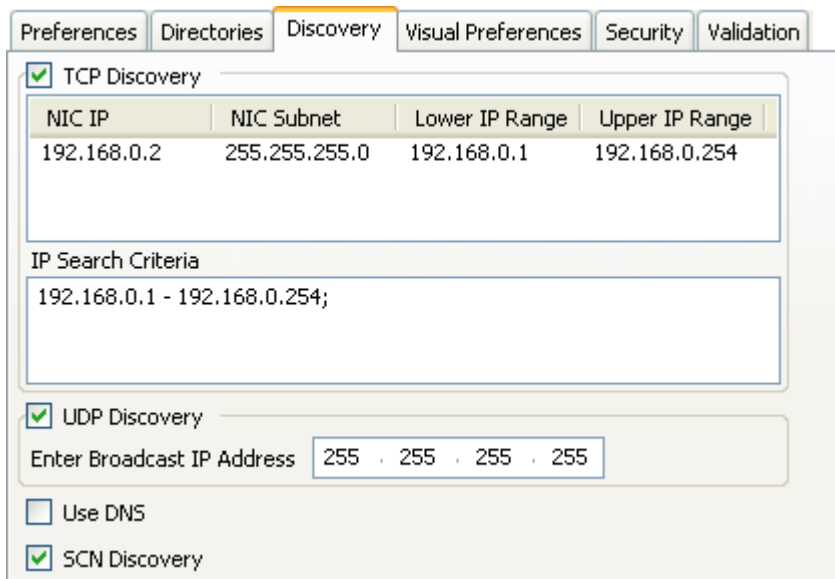 Preferences Directories Discovery Visual Preferences Security Validation
TCP Discovery
NIC IP NIC Subnet Lower IP Range Upper IP Range
192.168.0.2 255.255.255.0 192.168.0.1 192.168.0.254
IP Search Criteria
192.168.0.1 - 192.168.0.254;
UDP Discovery
Enter Broadcast IP Address 255 . 255 . 255 . 255
Use DNS
SCN Discovery